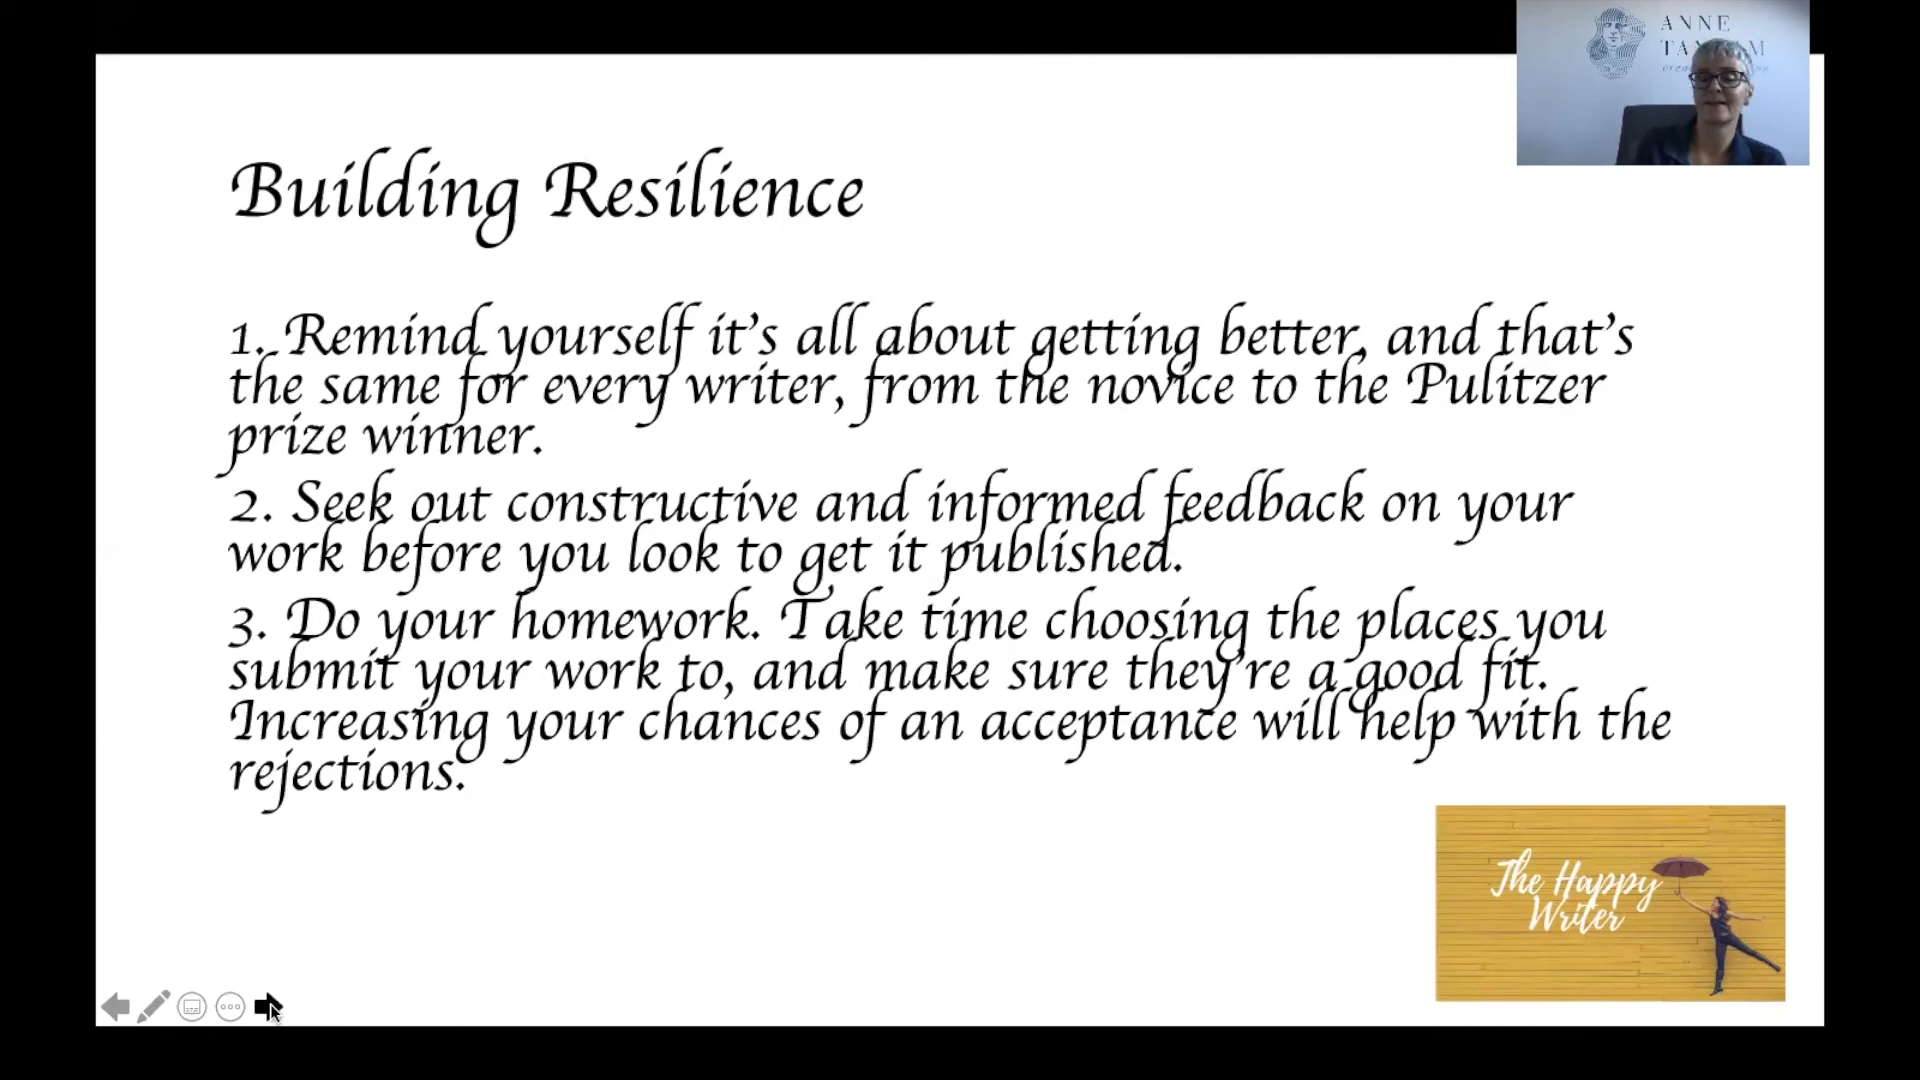 ANNE
Building Resilience
1. Remind yourself it's all about getting better, and that's
the same for every writer, from the novice to the Pulitzer
prize winner.
2. Seek out constructive and informed feedback on your
work before you look to get it published.
3. Do your homework. Take time choosing the places you
submit your work to, and make sure they're a good fit.
Increasing your chances of an acceptance will help with the
rejections.
The Happy
Writer